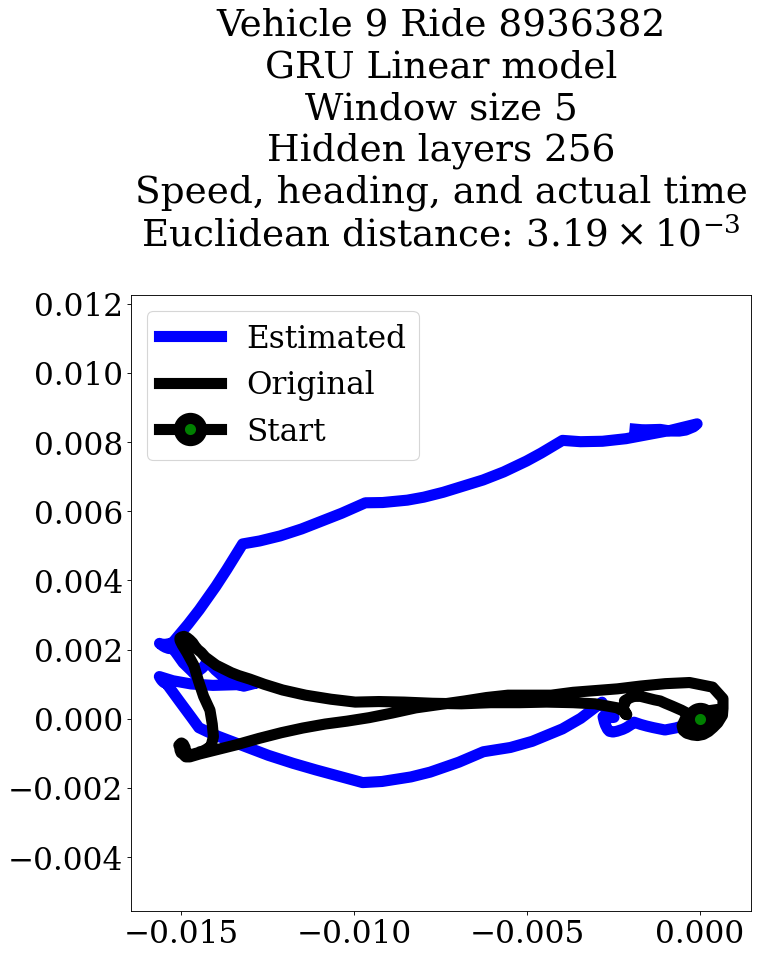 Vehicle 9 Ride 8936382
GRU Linear model
Window size 5
Hidden layers 256
Speed, heading, and actual time
Euclidean distance: 3.19 × 10⁻³
0.012
0.010
0.008
0.006
0.004
0.002
0.000
−0.002
−0.004
Estimated
Original
Start
−0.015
−0.010
−0.005
0.000